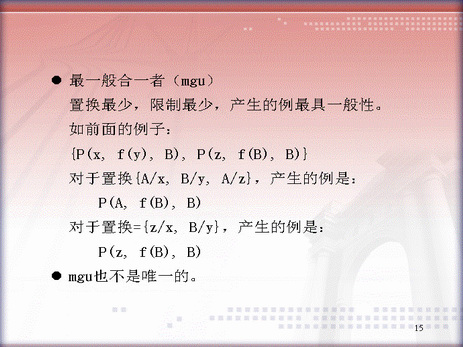 ● 最一般合一者（mgu）
置换最少，限制最少，产生的例最具一般性。
如前面的例子：
{P(x, f(y), B), P(z, f(B), B)}
对于置换{A/x, B/y, A/z}，产生的例是：
P(A, f(B), B)
对于置换={z/x, B/y}，产生的例是：
P(z, f(B), B)
● mgu也不是唯一的。
15